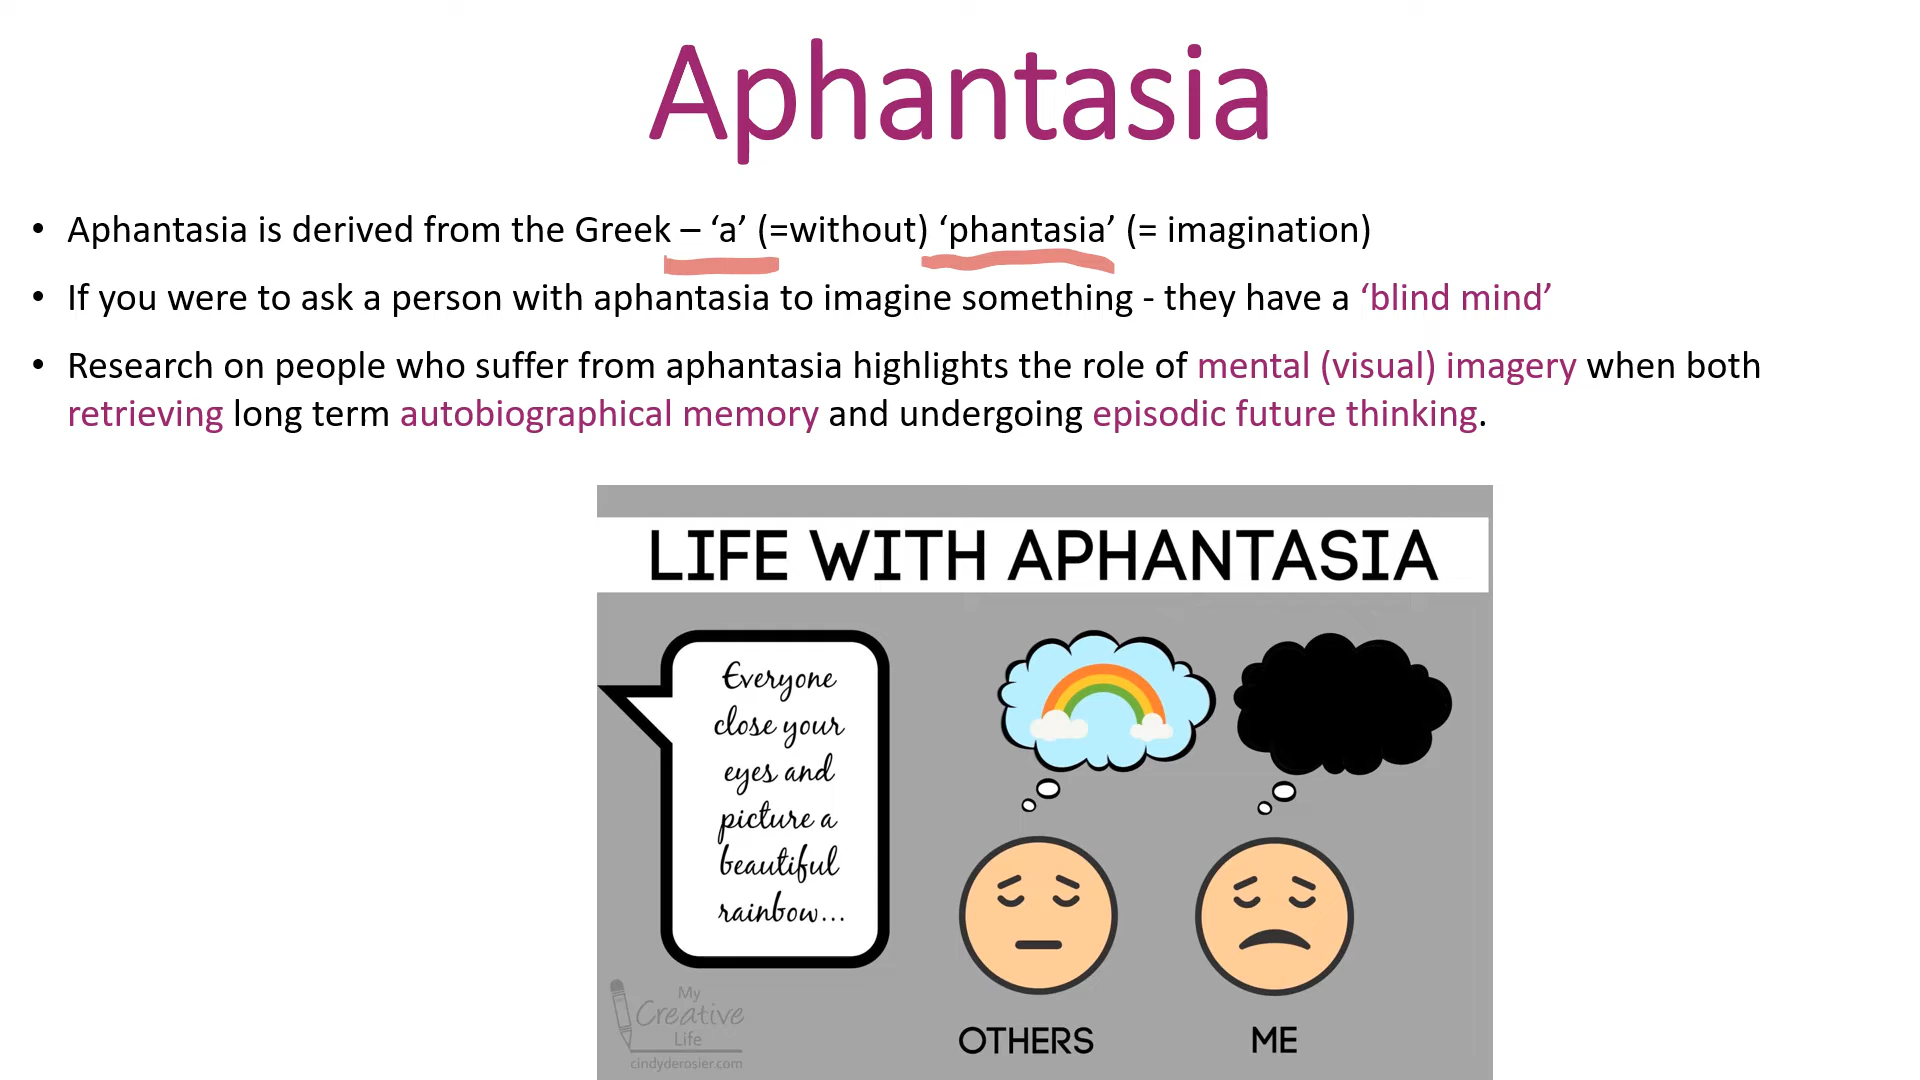 Aphantasia
• Aphantasia is derived from the Greek – ‘a’ (=without) ‘phantasia’ (= imagination)
• If you were to ask a person with aphantasia to imagine something - they have a ‘blind mind’
• Research on people who suffer from aphantasia highlights the role of mental (visual) imagery when both
retrieving long term autobiographical memory and undergoing episodic future thinking.
LIFE WITH APHANTASIA
Everyone
close your
eyes and
picture a
beautiful
rainbow...
My
Creative
Life
cindyderosier.com
OTHERS
ME